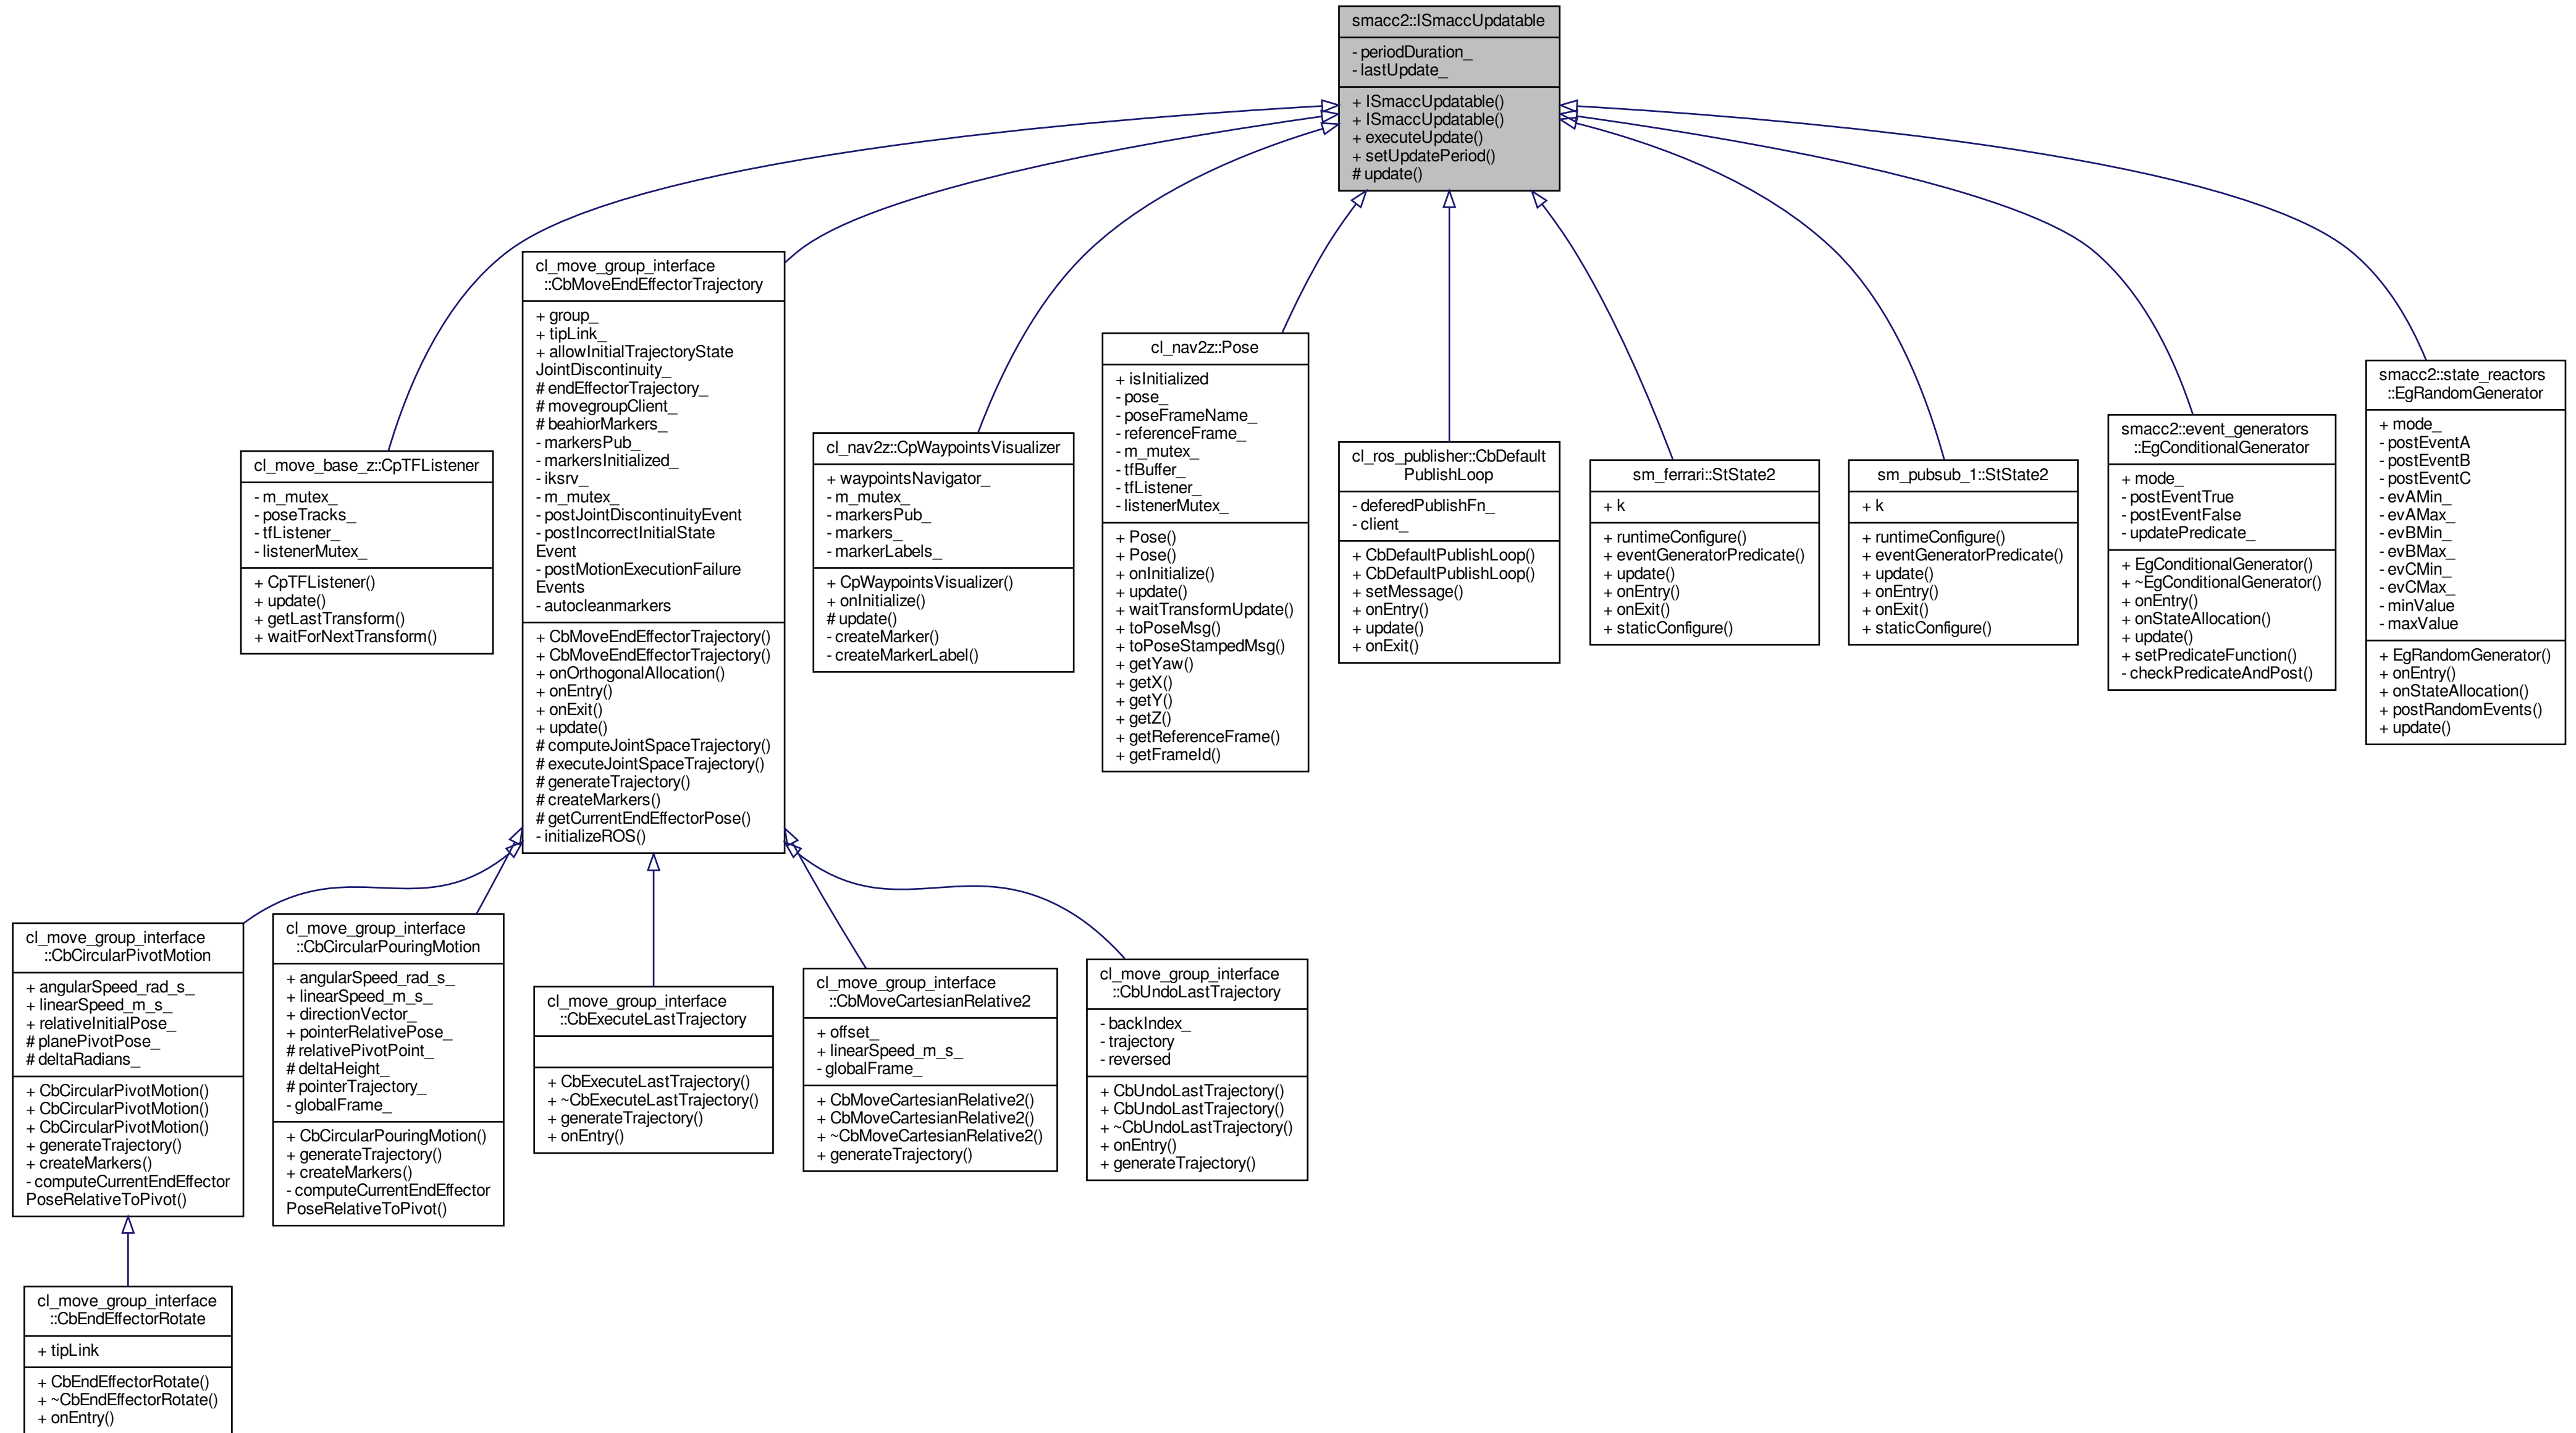 smacc2::ISmaccUpdatable
- periodDuration_
- lastUpdate_
+ ISmaccUpdatable()
+ ISmaccUpdatable()
+ executeUpdate()
+ setUpdatePeriod()
# update()
cl_move_base_z::CpTFListener
- m_mutex_
- poseTracks_
- tfListener_
- listenerMutex_
+ CpTFListener()
+ update()
+ getLastTransform()
+ waitForNextTransform()
cl_move_group_interface
::CbMoveEndEffectorTrajectory
+ group_
+ tipLink_
+ allowInitialTrajectoryState
JointDiscontinuity_
# endEffectorTrajectory_
# movegroupClient_
# beahiorMarkers_
- markersPub_
- markersInitialized_
- iksrv_
- m_mutex_
- postJointDiscontinuityEvent
- postIncorrectInitialState
Event
- postMotionExecutionFailure
Events
- autocleanmarkers
+ CbMoveEndEffectorTrajectory()
+ CbMoveEndEffectorTrajectory()
+ onOrthogonalAllocation()
+ onEntry()
+ onExit()
+ update()
# computeJointSpaceTrajectory()
# executeJointSpaceTrajectory()
# generateTrajectory()
# createMarkers()
# getCurrentEndEffectorPose()
- initializeROS()
cl_nav2z::CpWaypointsVisualizer
+ waypointsNavigator_
- m_mutex_
- markersPub_
- markers_
- markerLabels_
+ CpWaypointsVisualizer()
+ onInitialize()
# update()
- createMarker()
- createMarkerLabel()
cl_nav2z::Pose
+ isInitialized
- pose_
- poseFrameName_
- referenceFrame_
- m_mutex_
- tfBuffer_
- tfListener_
- listenerMutex_
+ Pose()
+ Pose()
+ onInitialize()
+ update()
+ waitTransformUpdate()
+ toPoseMsg()
+ toPoseStampedMsg()
+ getYaw()
+ getX()
+ getY()
+ getZ()
+ getReferenceFrame()
+ getFrameId()
cl_ros_publisher::CbDefault
PublishLoop
- deferedPublishFn_
- client_
+ CbDefaultPublishLoop()
+ CbDefaultPublishLoop()
+ setMessage()
+ onEntry()
+ update()
+ onExit()
sm_ferrari::StState2
+ k
+ runtimeConfigure()
+ eventGeneratorPredicate()
+ update()
+ onEntry()
+ onExit()
+ staticConfigure()
sm_pubsub_1::StState2
+ k
+ runtimeConfigure()
+ eventGeneratorPredicate()
+ update()
+ onEntry()
+ onExit()
+ staticConfigure()
smacc2::event_generators
::EgConditionalGenerator
+ mode_
- postEventTrue
- postEventFalse
- updatePredicate_
+ EgConditionalGenerator()
+ ~EgConditionalGenerator()
+ onEntry()
+ onStateAllocation()
+ update()
+ setPredicateFunction()
- checkPredicateAndPost()
smacc2::state_reactors
::EgRandomGenerator
+ mode_
- postEventA
- postEventB
- postEventC
- evAMin_
- evAMax_
- evBMin_
- evBMax_
- evCMin_
- evCMax_
- minValue
- maxValue
+ EgRandomGenerator()
+ onEntry()
+ onStateAllocation()
+ postRandomEvents()
+ update()
cl_move_group_interface
::CbCircularPivotMotion
+ angularSpeed_rad_s_
+ linearSpeed_m_s_
+ relativeInitialPose_
# planePivotPose_
# deltaRadians_
+ CbCircularPivotMotion()
+ CbCircularPivotMotion()
+ CbCircularPivotMotion()
+ generateTrajectory()
+ createMarkers()
- computeCurrentEndEffector
PoseRelativeToPivot()
cl_move_group_interface
::CbCircularPouringMotion
+ angularSpeed_rad_s_
+ linearSpeed_m_s_
+ directionVector_
+ pointerRelativePose_
# relativePivotPoint_
# deltaHeight_
# pointerTrajectory_
- globalFrame_
+ CbCircularPouringMotion()
+ generateTrajectory()
+ createMarkers()
- computeCurrentEndEffector
PoseRelativeToPivot()
cl_move_group_interface
::CbExecuteLastTrajectory
+ CbExecuteLastTrajectory()
+ ~CbExecuteLastTrajectory()
+ generateTrajectory()
+ onEntry()
cl_move_group_interface
::CbMoveCartesianRelative2
+ offset_
+ linearSpeed_m_s_
- globalFrame_
+ CbMoveCartesianRelative2()
+ CbMoveCartesianRelative2()
+ ~CbMoveCartesianRelative2()
+ generateTrajectory()
cl_move_group_interface
::CbUndoLastTrajectory
- backIndex_
- trajectory
- reversed
+ CbUndoLastTrajectory()
+ CbUndoLastTrajectory()
+ ~CbUndoLastTrajectory()
+ onEntry()
+ generateTrajectory()
cl_move_group_interface
::CbEndEffectorRotate
+ tipLink
+ CbEndEffectorRotate()
+ ~CbEndEffectorRotate()
+ onEntry()